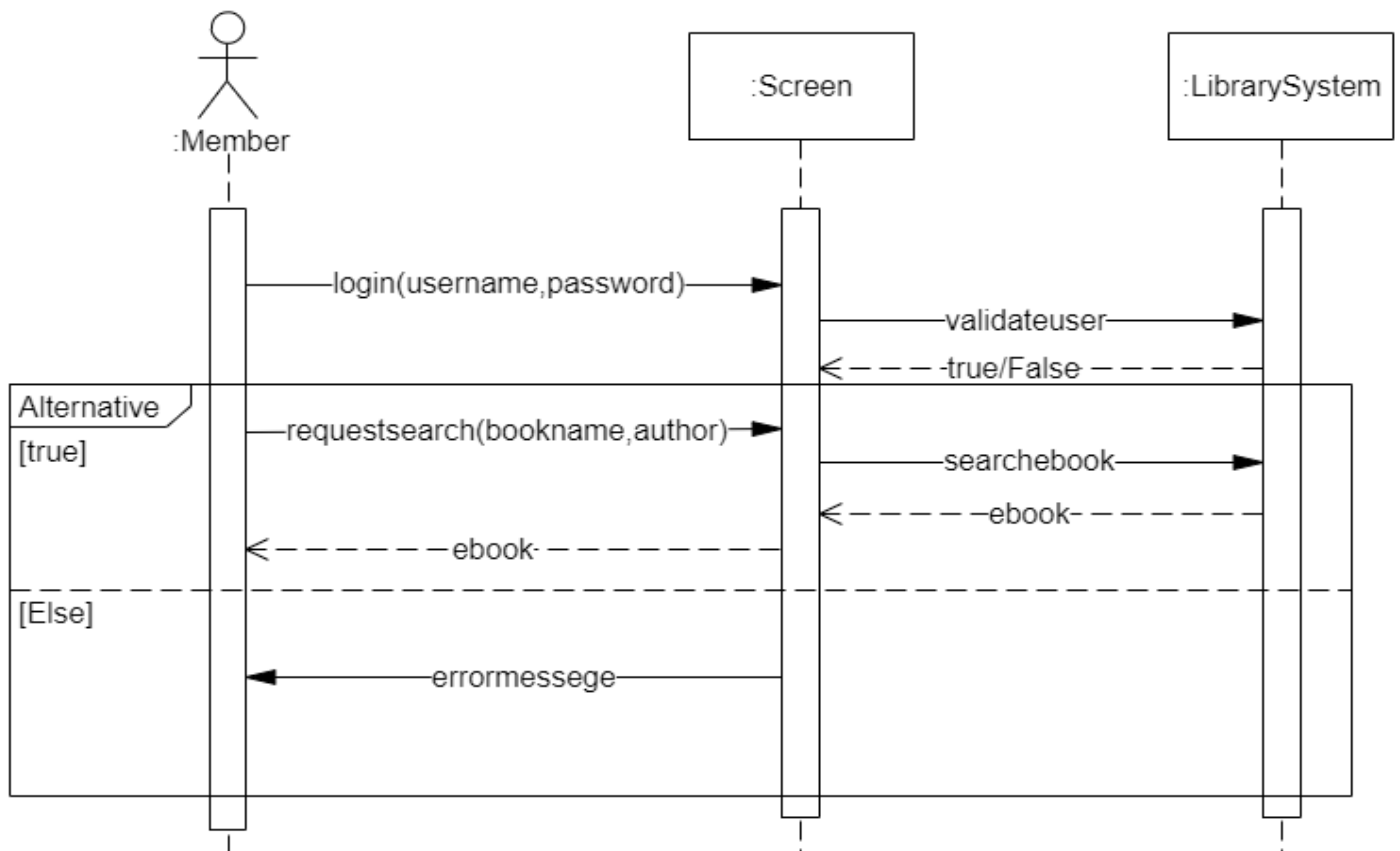 :Member
:Screen
:LibrarySystem
login(username,password)
validateuser
true/False
Alternative
[true]
requestsearch(bookname,author)
searchebook
ebook
ebook
[Else]
errormessege